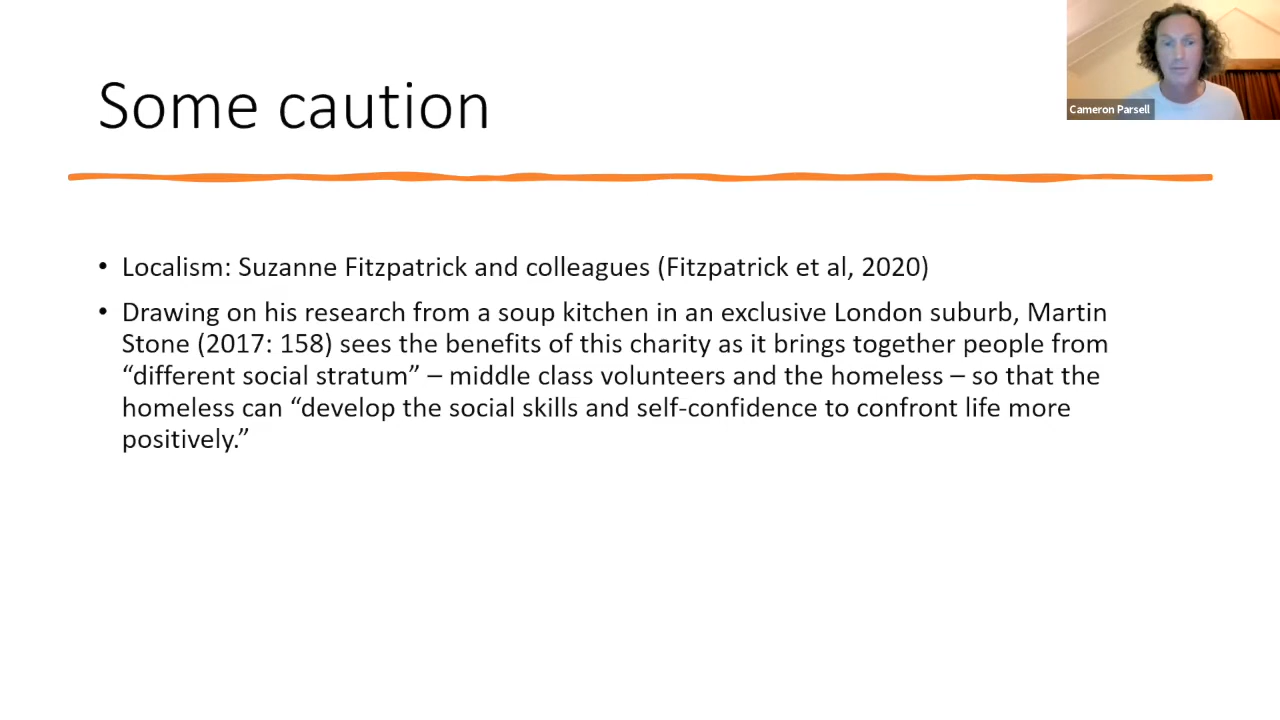 Some caution
Cameron Parsell
• Localism: Suzanne Fitzpatrick and colleagues (Fitzpatrick et al, 2020)
• Drawing on his research from a soup kitchen in an exclusive London suburb, Martin
Stone (2017: 158) sees the benefits of this charity as it brings together people from
“different social stratum” – middle class volunteers and the homeless – so that the
homeless can “develop the social skills and self-confidence to confront life more
positively.”